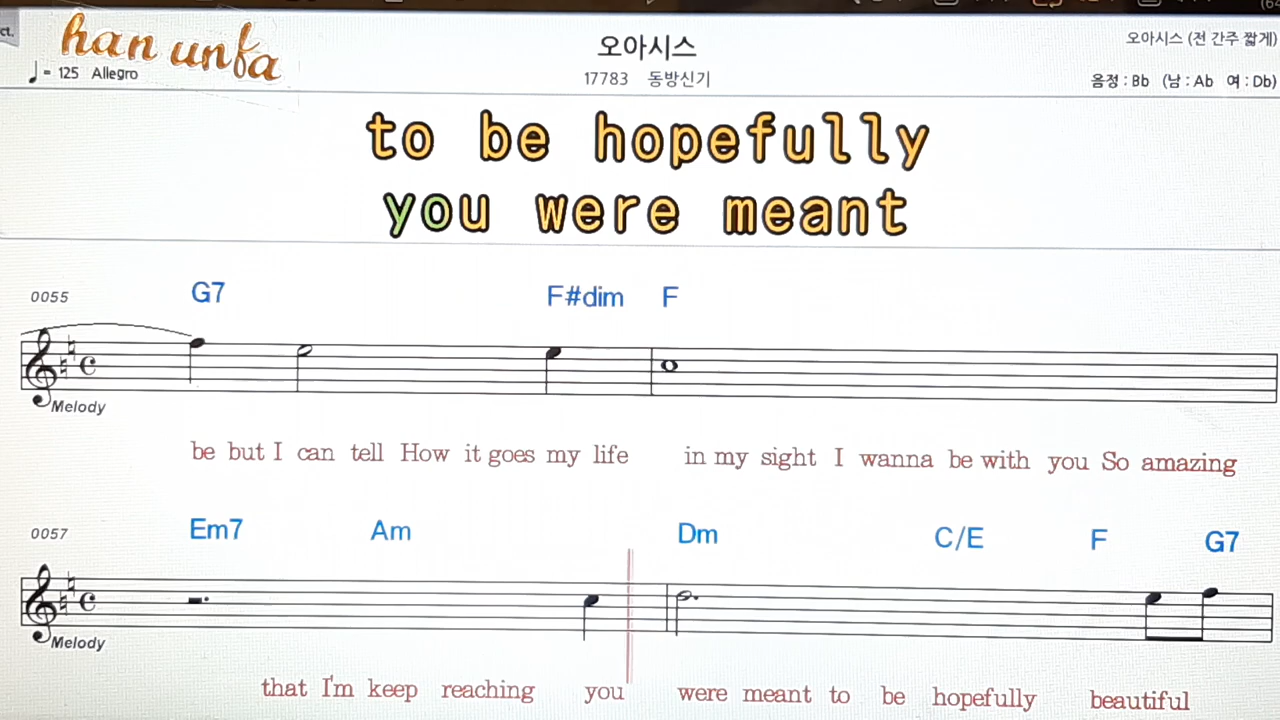 ct.
han unfa
♩= 125 Allegro
오아시스
17783 동방신기
오아시스 (전 간주 짧게)
음정 : Bb (남 : Ab 여 : Db)
to be hopefully
you were meant
0055 G7 F#dim F
Melody
be but I can tell How it goes my life in my sight I wanna be with you So amazing
0057 Em7 Am Dm C/E F G7
Melody
that I'm keep reaching you were meant to be hopefully beautiful